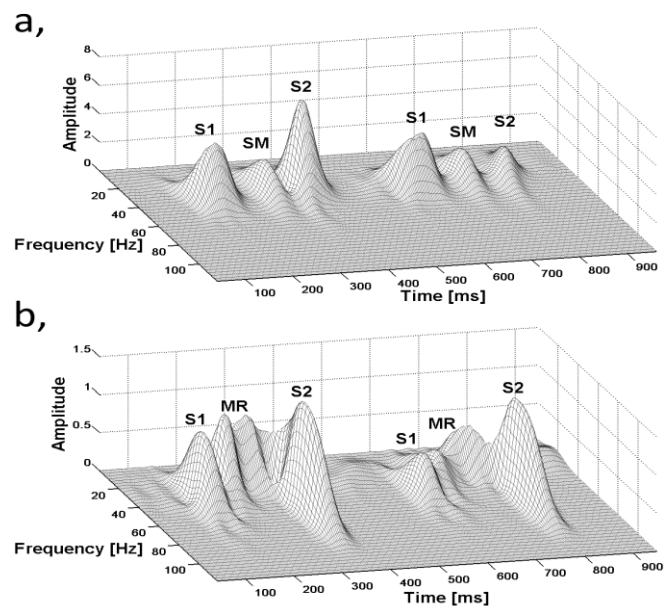 a,
8
6
4
2
0
Amplitude
S1
SM
S2
S1
SM
S2
20
40
60
80
100
Frequency [Hz]
100
200
300
400
500
600
700
800
900
Time [ms]
b,
1.5
1
0.5
0
Amplitude
S1
MR
S2
S1
MR
S2
20
40
60
80
100
Frequency [Hz]
100
200
300
400
500
600
700
800
900
Time [ms]